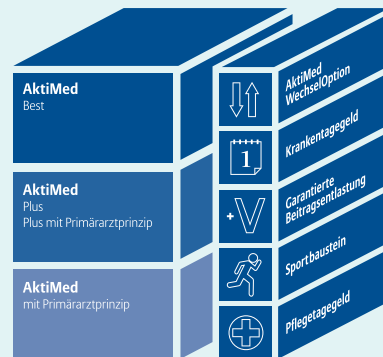 AktiMed
Best
AktiMed
Plus
Plus mit Primärarztprinzip
AktiMed
mit Primärarztprinzip
AktiMed
WechselOption
1
Krankentagegeld
+V
Garantierte
Beitragsentlastung
Sportbaustein
Pflegetagegeld